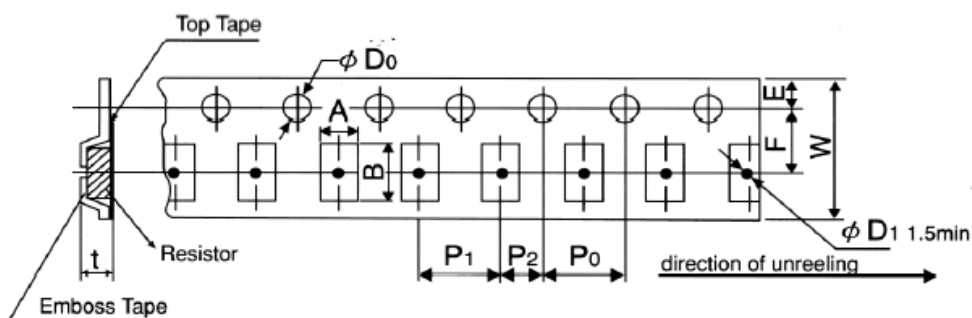 Top Tape
φ D0
A
B
E
F
W
φ D1 1.5min
Resistor
t
P1
P2
P0
direction of unreeling
Emboss Tape